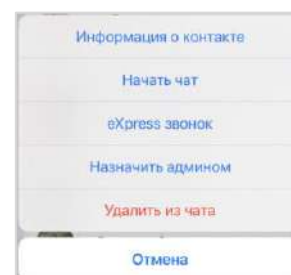 Информация о контакте
Начать чат
eXpress звонок
Назначить админом
Удалить из чата
Отмена